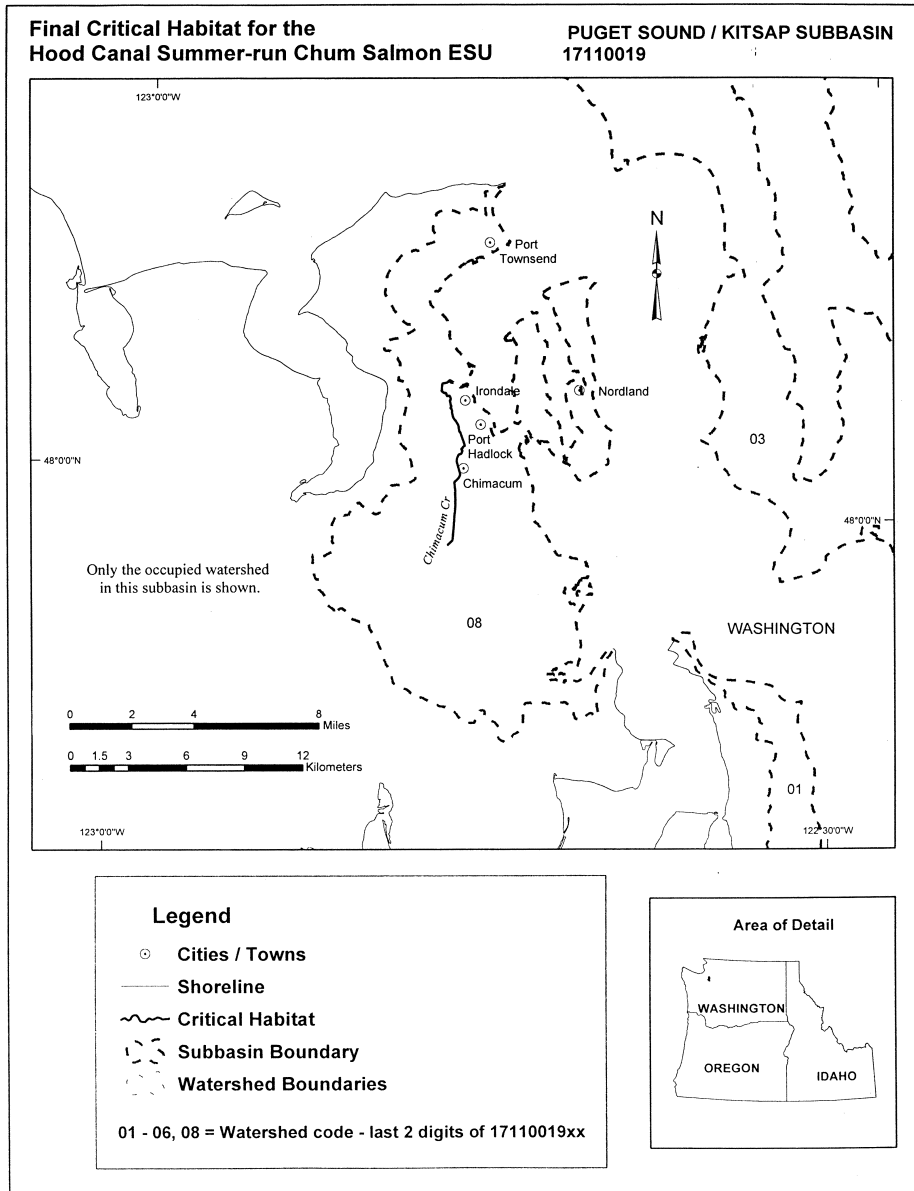 Final Critical Habitat for the
Hood Canal Summer-run Chum Salmon ESU
PUGET SOUND / KITSAP SUBBASIN
17110019
123°0'0"W
N
Port
Townsend
Irondale
Nordland
Port
Hadlock
03
48°0'0"N
Chimacum
48°0'0"N
Chimacum Cr
Only the occupied watershed
in this subbasin is shown.
08
WASHINGTON
0 2 4 8
Miles
0 1.5 3 6 9 12
Kilometers
01
123°0'0"W
122°30'0"W
Legend
Cities / Towns
Shoreline
Critical Habitat
Subbasin Boundary
Watershed Boundaries
01 - 06, 08 = Watershed code - last 2 digits of 17110019xx
Area of Detail
WASHINGTON
OREGON
IDAHO